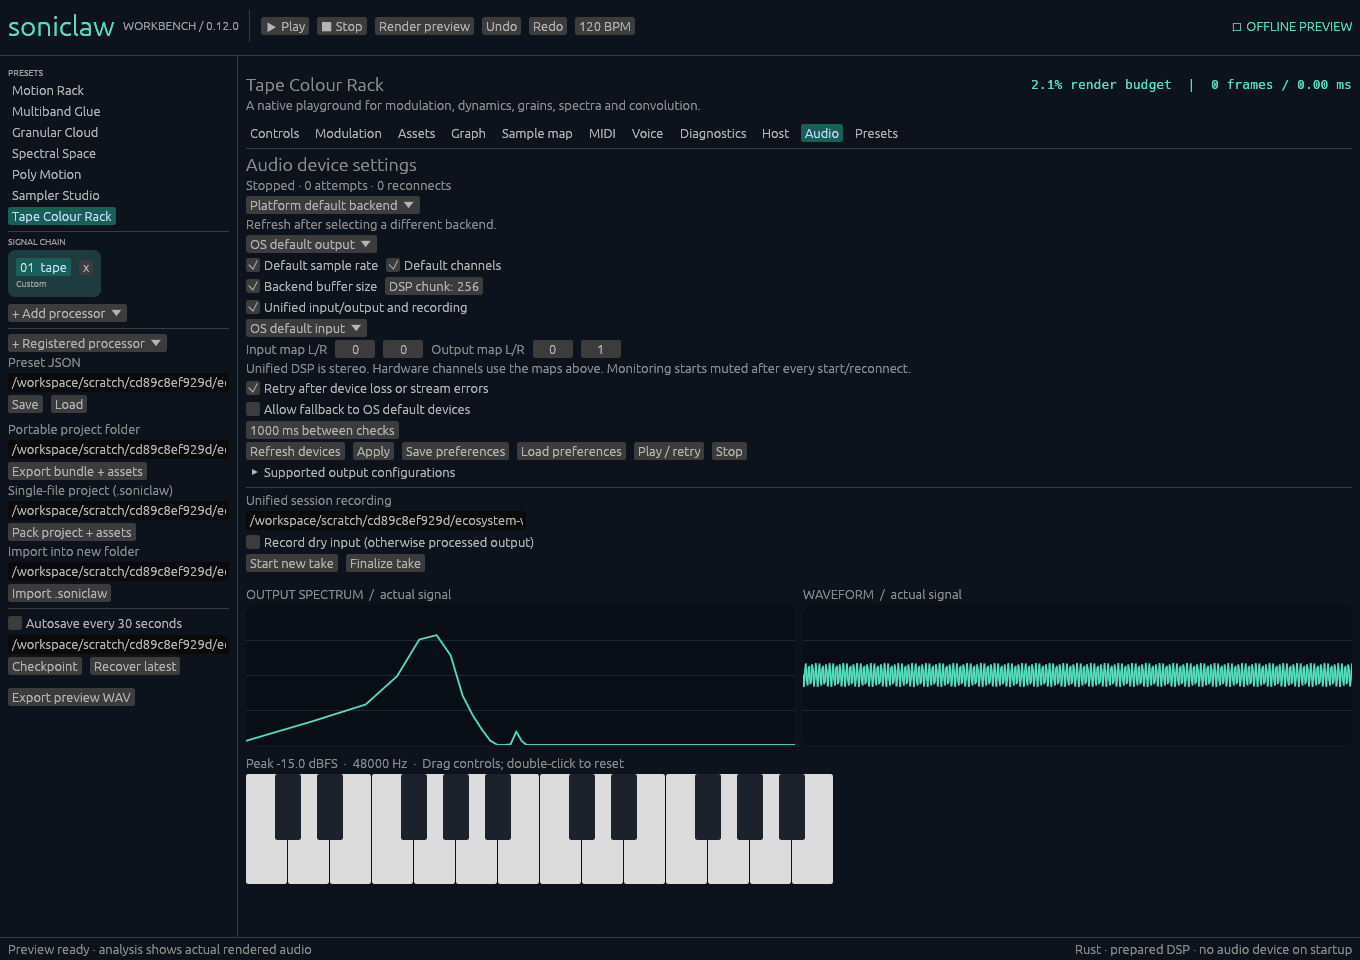 soniclaw WORKBENCH / 0.12.0 ▶ Play ■ Stop Render preview Undo Redo 120 BPM □ OFFLINE PREVIEW
PRESETS
Motion Rack
Multiband Glue
Granular Cloud
Spectral Space
Poly Motion
Sampler Studio
Tape Colour Rack
SIGNAL CHAIN
01 tape x
Custom
+ Add processor ▼
+ Registered processor ▼
Preset JSON
/workspace/scratch/cd89c8ef929d/e
Save Load
Portable project folder
/workspace/scratch/cd89c8ef929d/e
Export bundle + assets
Single-file project (.soniclaw)
/workspace/scratch/cd89c8ef929d/e
Pack project + assets
Import into new folder
/workspace/scratch/cd89c8ef929d/e
Import .soniclaw
Autosave every 30 seconds
/workspace/scratch/cd89c8ef929d/e
Checkpoint Recover latest
Export preview WAV
Tape Colour Rack 2.1% render budget | 0 frames / 0.00 ms
A native playground for modulation, dynamics, grains, spectra and convolution.
Controls Modulation Assets Graph Sample map MIDI Voice Diagnostics Host Audio Presets
Audio device settings
Stopped · 0 attempts · 0 reconnects
Platform default backend ▼
Refresh after selecting a different backend.
OS default output ▼
Default sample rate Default channels
Backend buffer size DSP chunk: 256
Unified input/output and recording
OS default input ▼
Input map L/R 0 0 Output map L/R 0 1
Unified DSP is stereo. Hardware channels use the maps above. Monitoring starts muted after every start/reconnect.
Retry after device loss or stream errors
Allow fallback to OS default devices
1000 ms between checks
Refresh devices Apply Save preferences Load preferences Play / retry Stop
▸ Supported output configurations
Unified session recording
/workspace/scratch/cd89c8ef929d/ecosystem-
Record dry input (otherwise processed output)
Start new take Finalize take
OUTPUT SPECTRUM / actual signal WAVEFORM / actual signal
Peak -15.0 dBFS · 48000 Hz · Drag controls; double-click to reset
Preview ready · analysis shows actual rendered audio Rust · prepared DSP · no audio device on startup